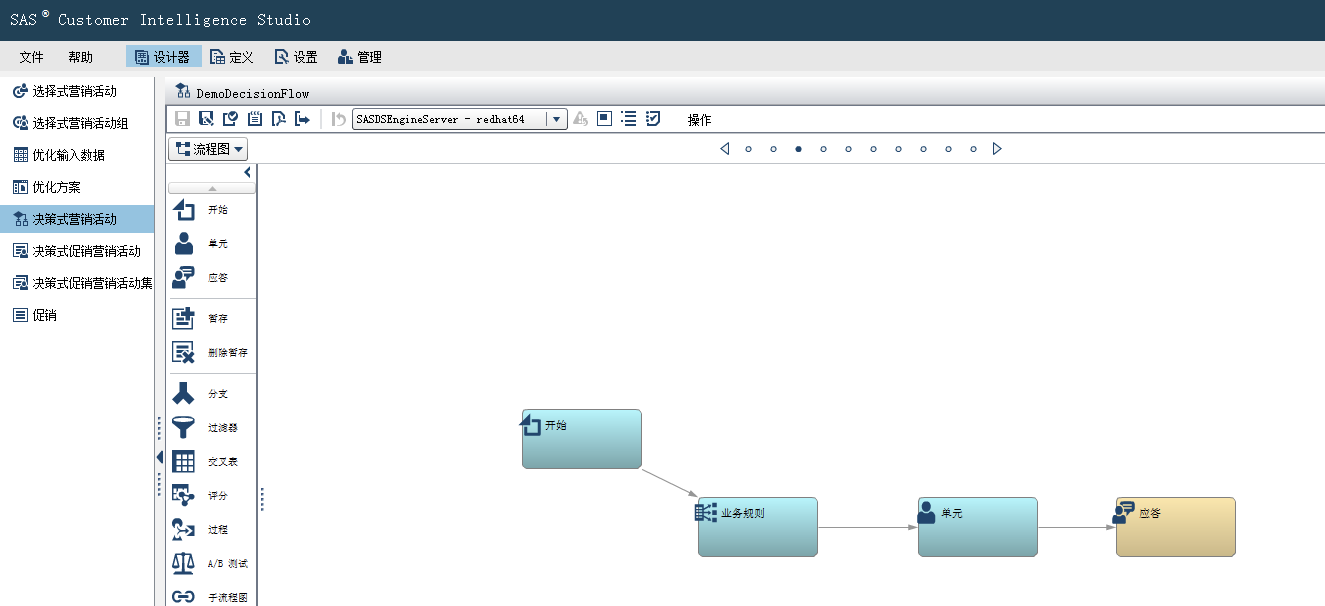 SAS® Customer Intelligence Studio
文件 帮助 设计器 定义 设置 管理
选择式营销活动
选择式营销活动组
优化输入数据
优化方案
决策式营销活动
决策式促销营销活动
决策式促销营销活动集
促销
DemoDecisionFlow
SASDSEngineServer - redhat64 操作
流程图
开始
单元
应答
暂存
删除暂存
分支
过滤器
交叉表
评分
过程
A/B 测试
子流程图
开始
业务规则
单元
应答